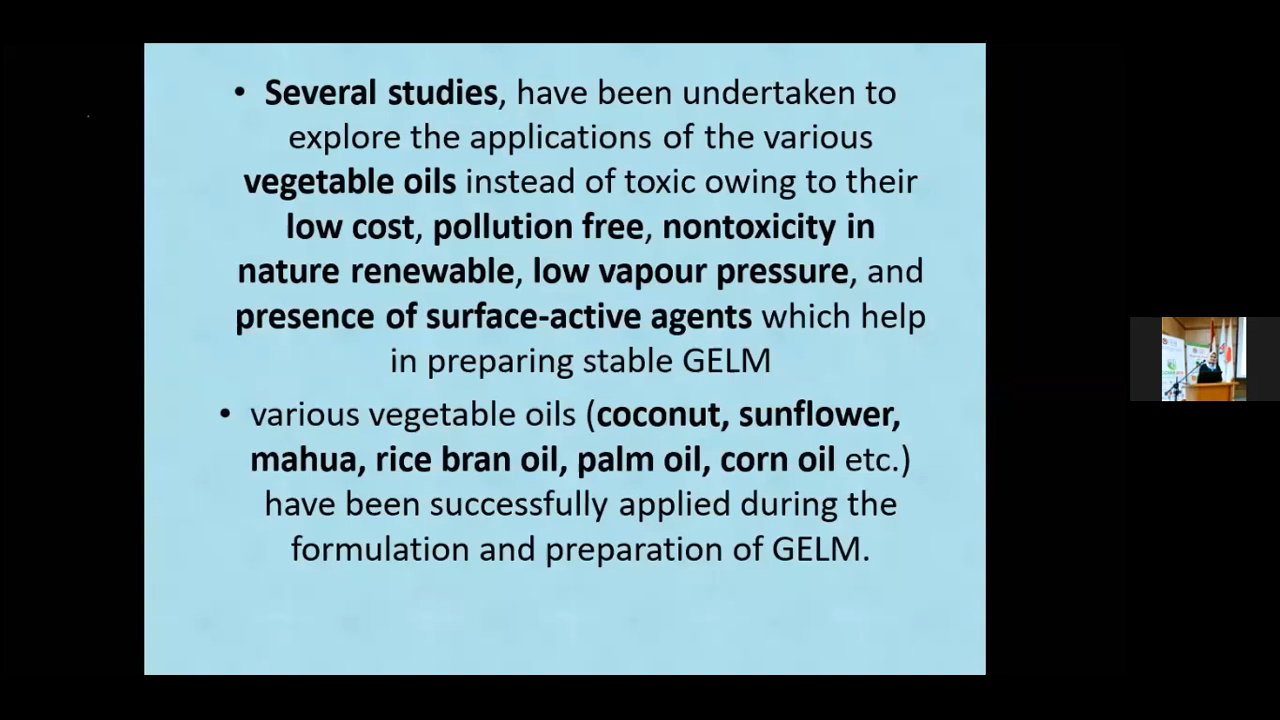 • Several studies, have been undertaken to
explore the applications of the various
vegetable oils instead of toxic owing to their
low cost, pollution free, nontoxicity in
nature renewable, low vapour pressure, and
presence of surface-active agents which help
in preparing stable GELM
• various vegetable oils (coconut, sunflower,
mahua, rice bran oil, palm oil, corn oil etc.)
have been successfully applied during the
formulation and preparation of GELM.